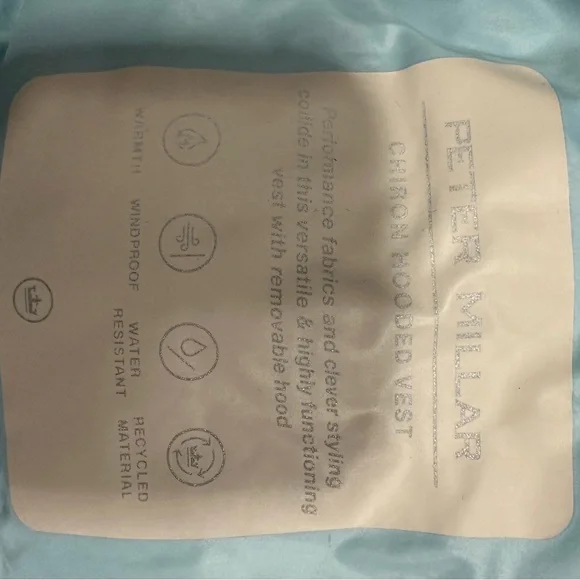 PETER MILLAR
CHIRON HOODED VEST
Performance fabrics and clever styling
collide in this versatile & highly functioning
vest with removable hood
WARMTH
WINDPROOF
WATER
RESISTANT
RECYCLED
MATERIAL